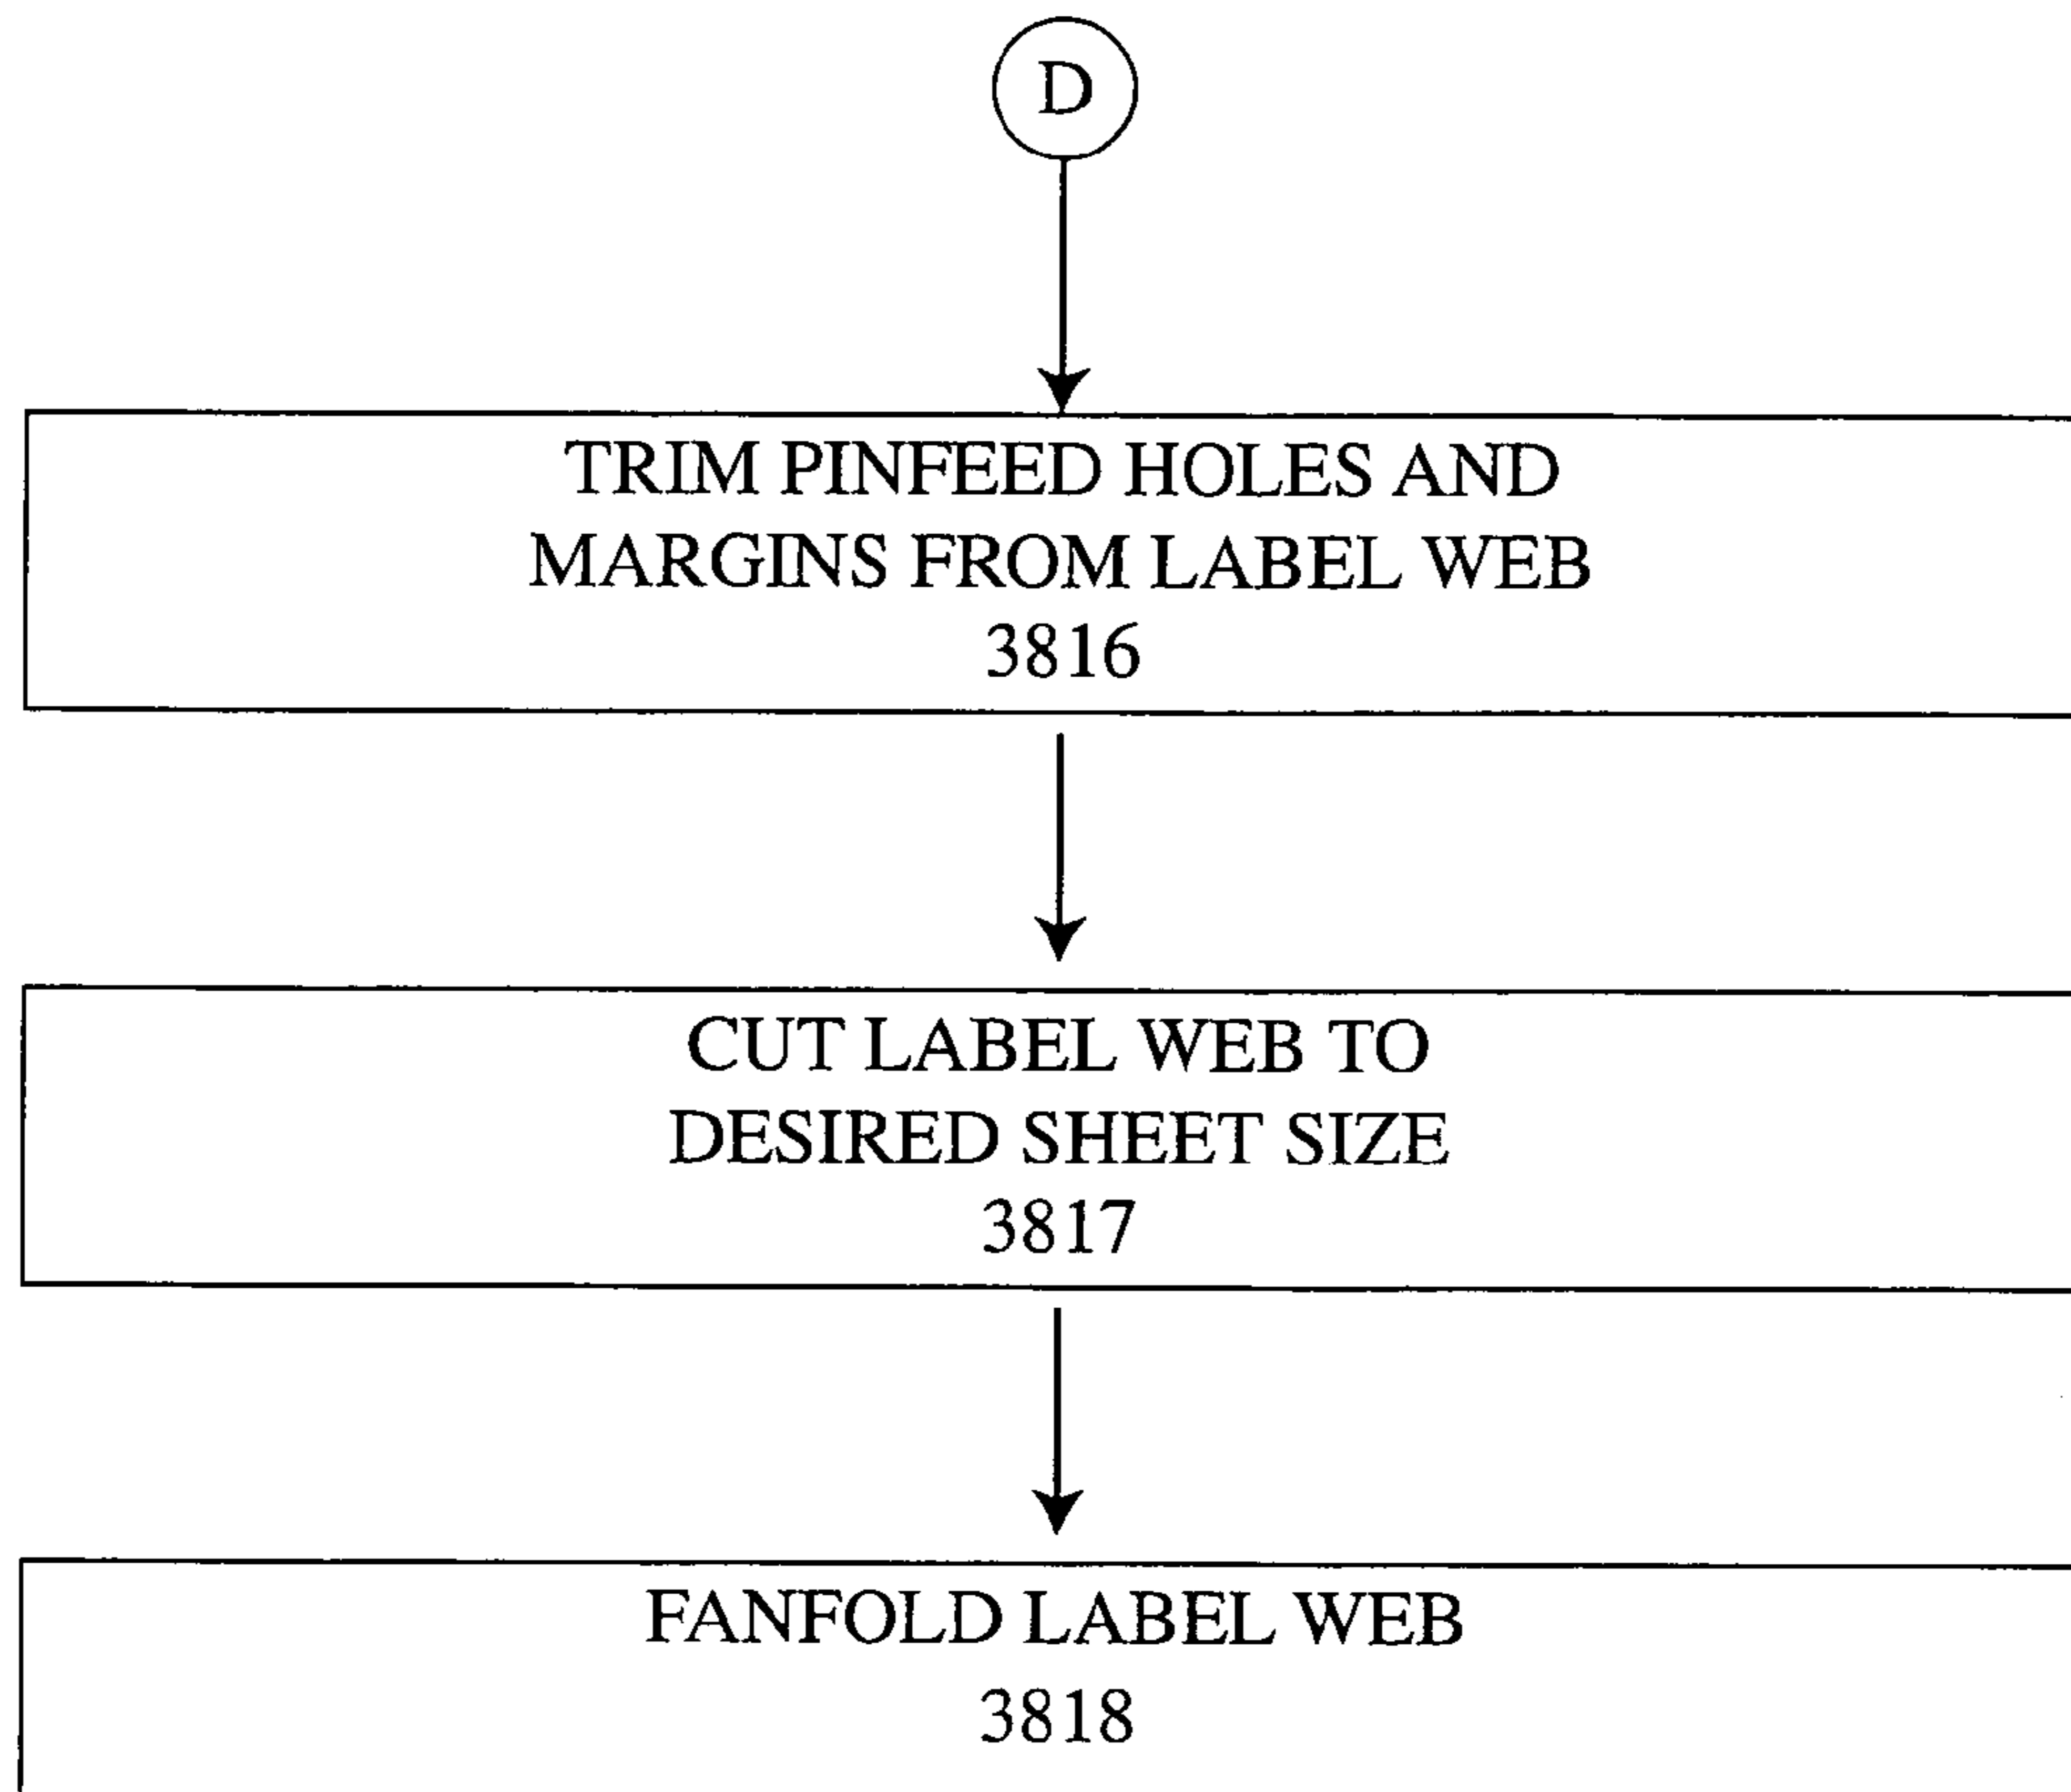 D
TRIM PINFEED HOLES AND
MARGINS FROM LABEL WEB
3816
CUT LABEL WEB TO
DESIRED SHEET SIZE
3817
FANFOLD LABEL WEB
3818